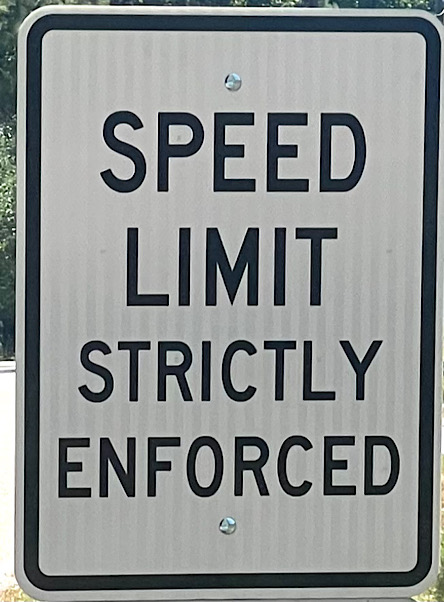 SPEED
LIMIT
STRICTLY
ENFORCED